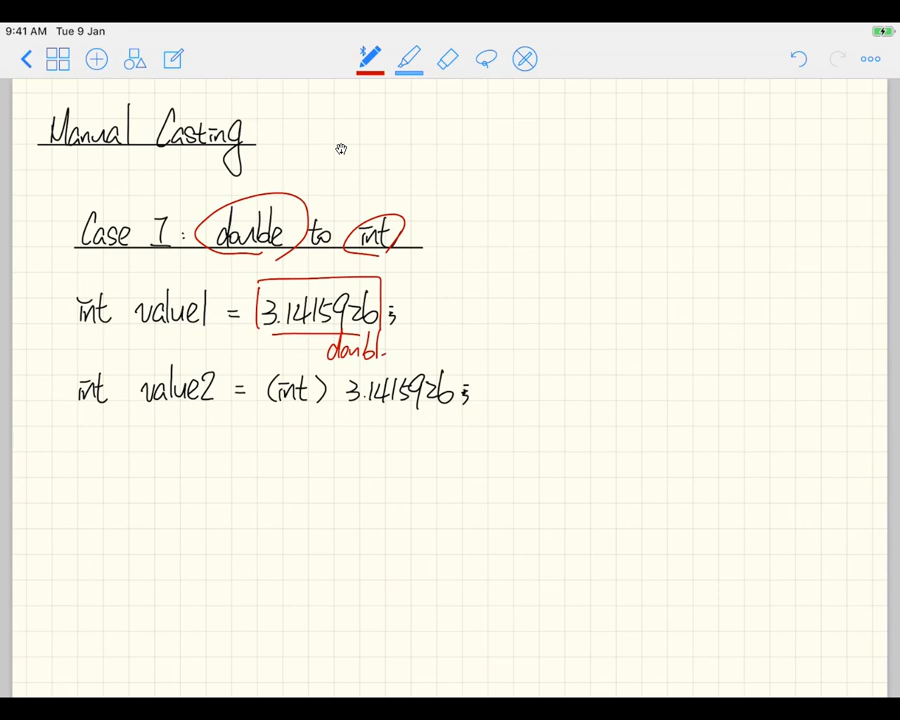 9:41 AM Tue 9 Jan
Manual Casting
Case I: double to int
int value1 = 3.1415926;
doubl.
int value2 = (int) 3.1415926;